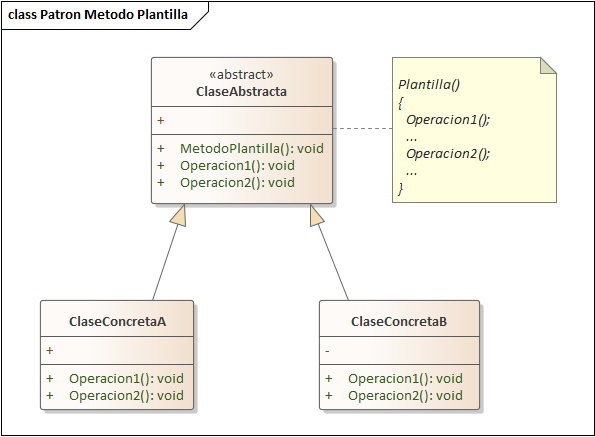 class Patron Metodo Plantilla
«abstract»
ClaseAbstracta
+
+ MetodoPlantilla(): void
+ Operacion1(): void
+ Operacion2(): void
Plantilla()
{
Operacion1();
...
Operacion2();
...
}
ClaseConcretaA
+
+ Operacion1(): void
+ Operacion2(): void
ClaseConcretaB
-
+ Operacion1(): void
+ Operacion2(): void